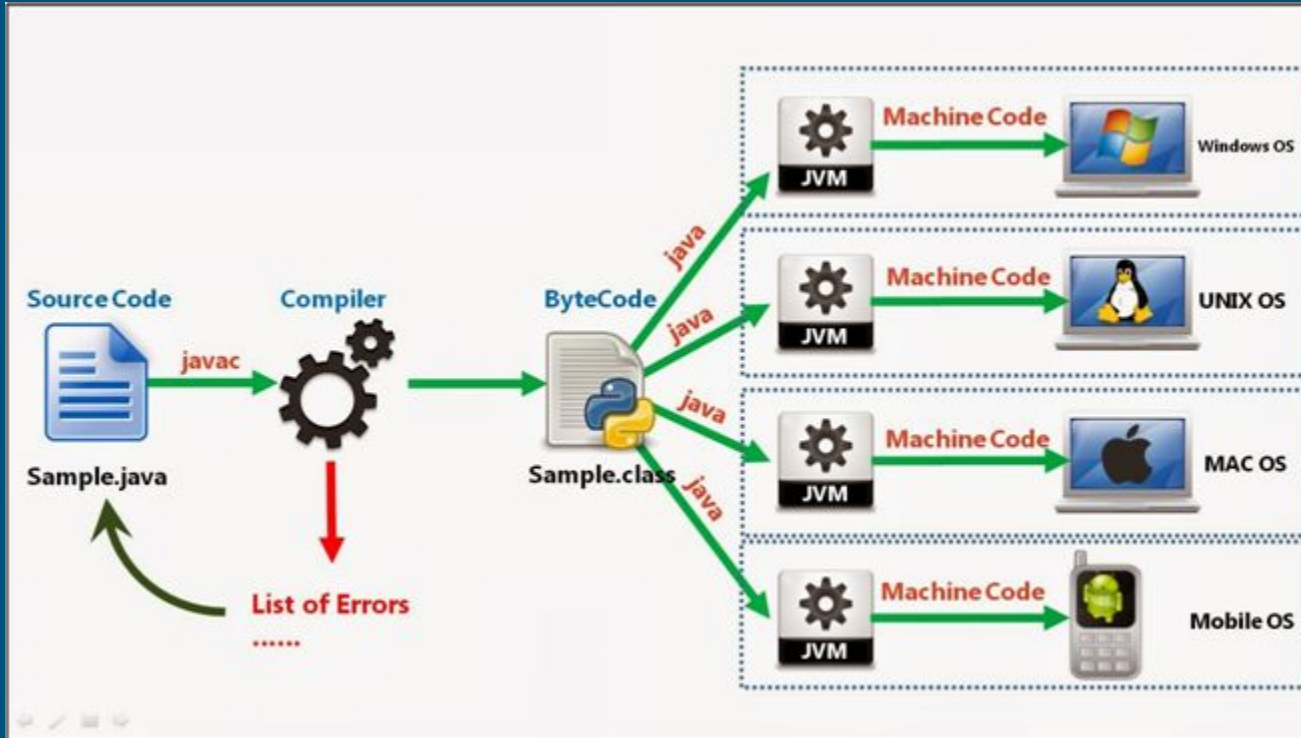 Source Code
javac
Sample.java
Compiler
List of Errors
......
ByteCode
Sample.class
java
java
java
java
JVM
Machine Code
Windows OS
JVM
Machine Code
UNIX OS
JVM
Machine Code
MAC OS
JVM
Machine Code
Mobile OS